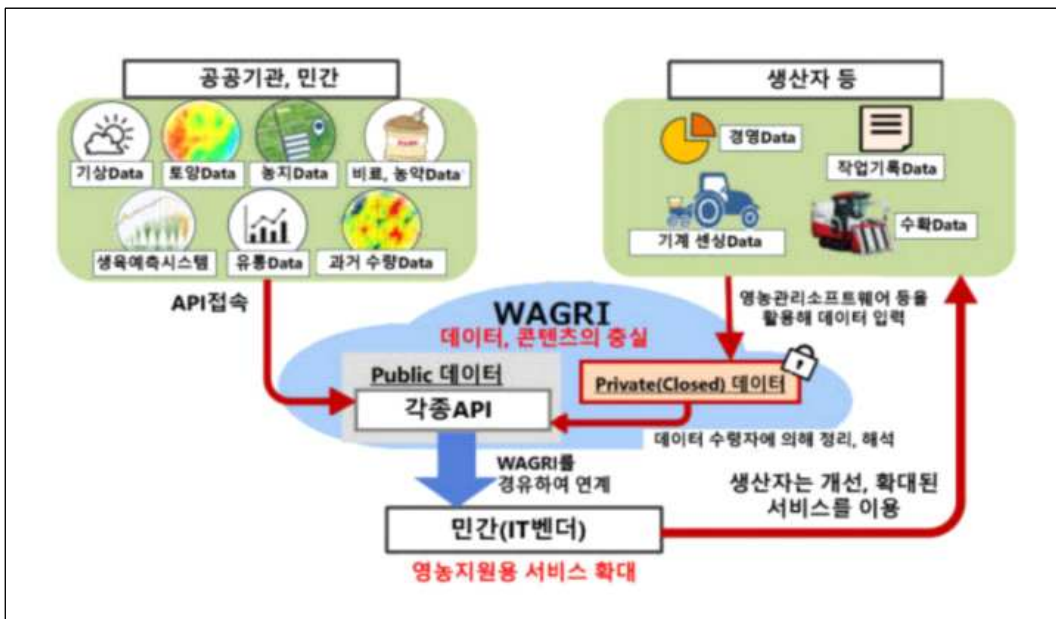 공공기관, 민간
기상Data
토양Data
농지Data
비료, 농약Data
생육예측시스템
유통Data
과거 수량Data
생산자 등
경영Data
작업기록Data
기계 센싱Data
수확Data
API접속
영농관리소프트웨어 등을
활용해 데이터 입력
WAGRI
데이터, 콘텐츠의 충실
Public 데이터
각종API
Private(Closed) 데이터
데이터 수령자에 의해 정리, 해석
WAGRI를
경유하여 연계
생산자는 개선, 확대된
서비스를 이용
민간(IT벤더)
영농지원용 서비스 확대